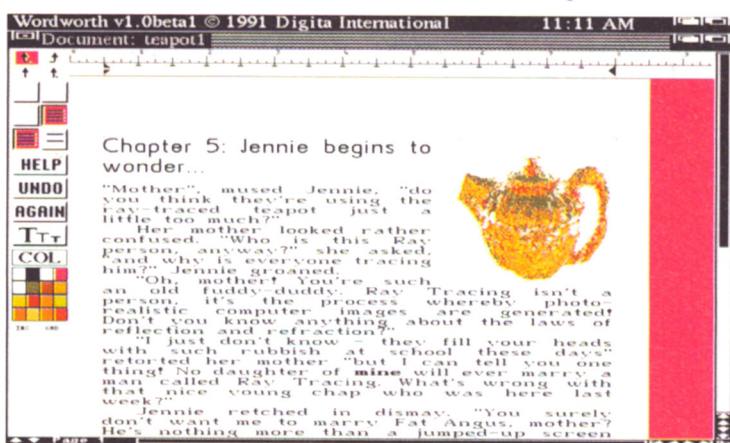 Wordworth v1.0beta1 © 1991 Digita International 11:11 AM
Document: teapot1
Chapter 5: Jennie begins to
wonder...
HELP
UNDO
AGAIN
TTT
COL
"Mother", mused Jennie, "do
you think they're using the
ray-traced teapot just a
little too much?"
Her mother looked rather
confused. "Who is this Ray
person, anyway?" she asked,
"and why is everyone tracing
him?" Jennie groaned.
"Oh, mother! You're such
an old fuddy-duddy. Ray Tracing isn't a
person, it's the process whereby photo-
realistic computer images are generated!
Don't you know anything about the laws of
reflection and refraction?"
"I just don't know - they fill your heads
with such rubbish at school these days"
retorted her mother "but I can tell you one
thing! No daughter of mine will ever marry a
man called Ray Tracing. What's wrong with
that nice young chap who was here last
week?"
Jennie retched in dismay. "You surely
don't want me to marry Fat Angus, mother?
He's nothing more than a jumped-up screen
Page